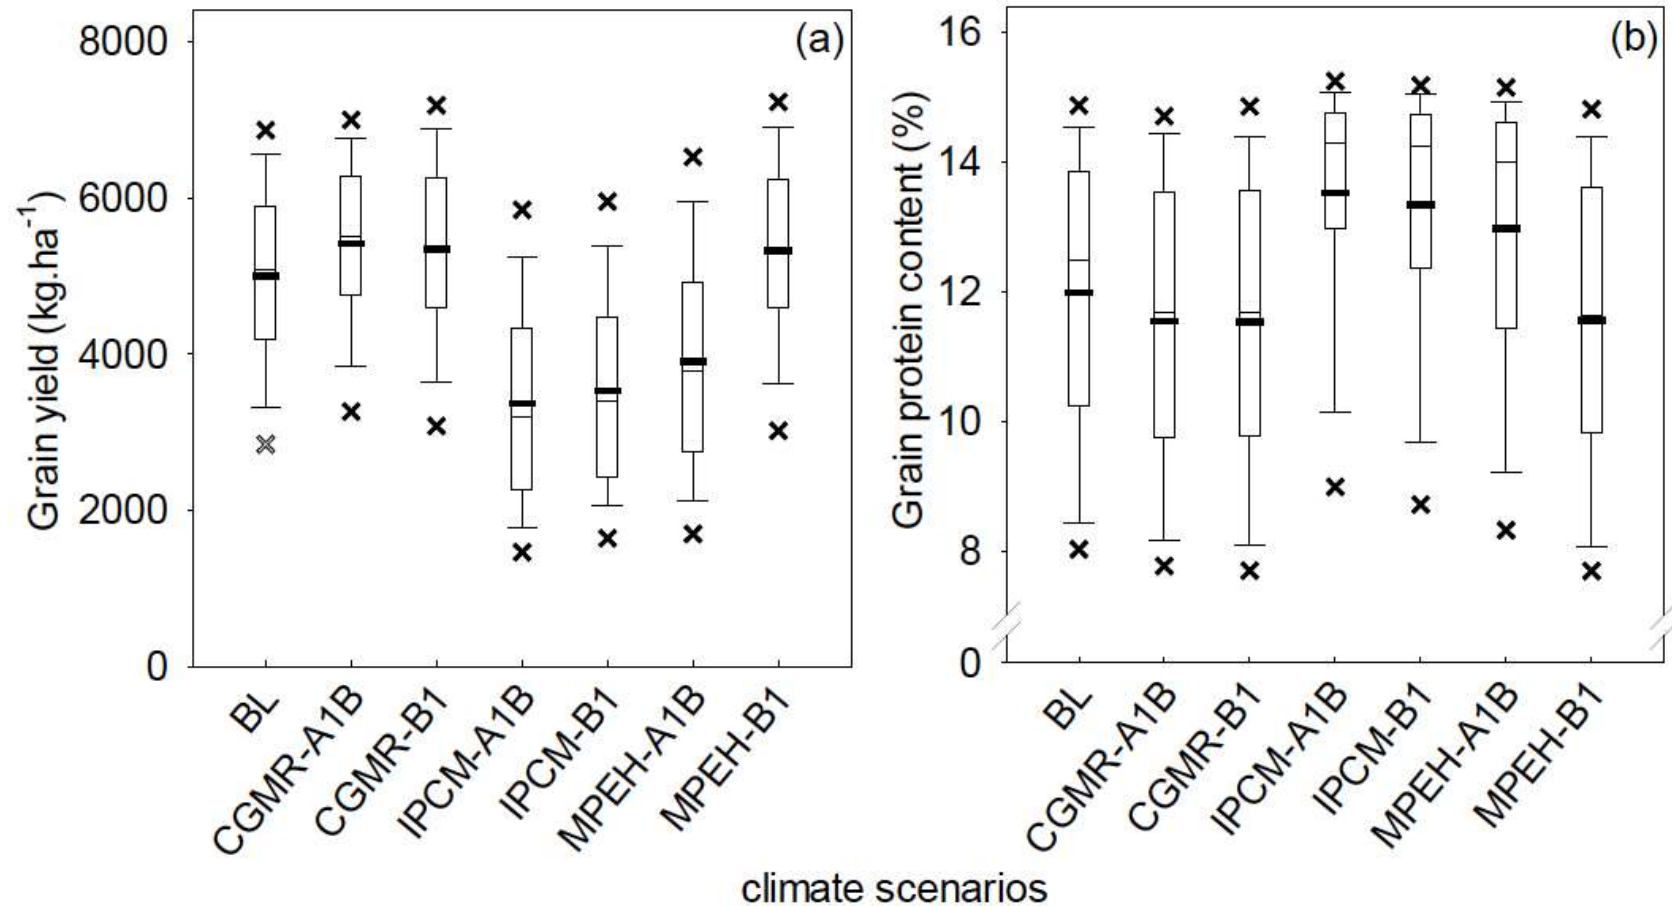 (a)
Grain yield (kg.ha⁻¹)
8000
6000
4000
2000
0
BL
CGMR-A1B
CGMR-B1
IPCM-A1B
IPCM-B1
MPEH-A1B
MPEH-B1
(b)
Grain protein content (%)
16
14
12
10
8
0
BL
CGMR-A1B
CGMR-B1
IPCM-A1B
IPCM-B1
MPEH-A1B
MPEH-B1
climate scenarios